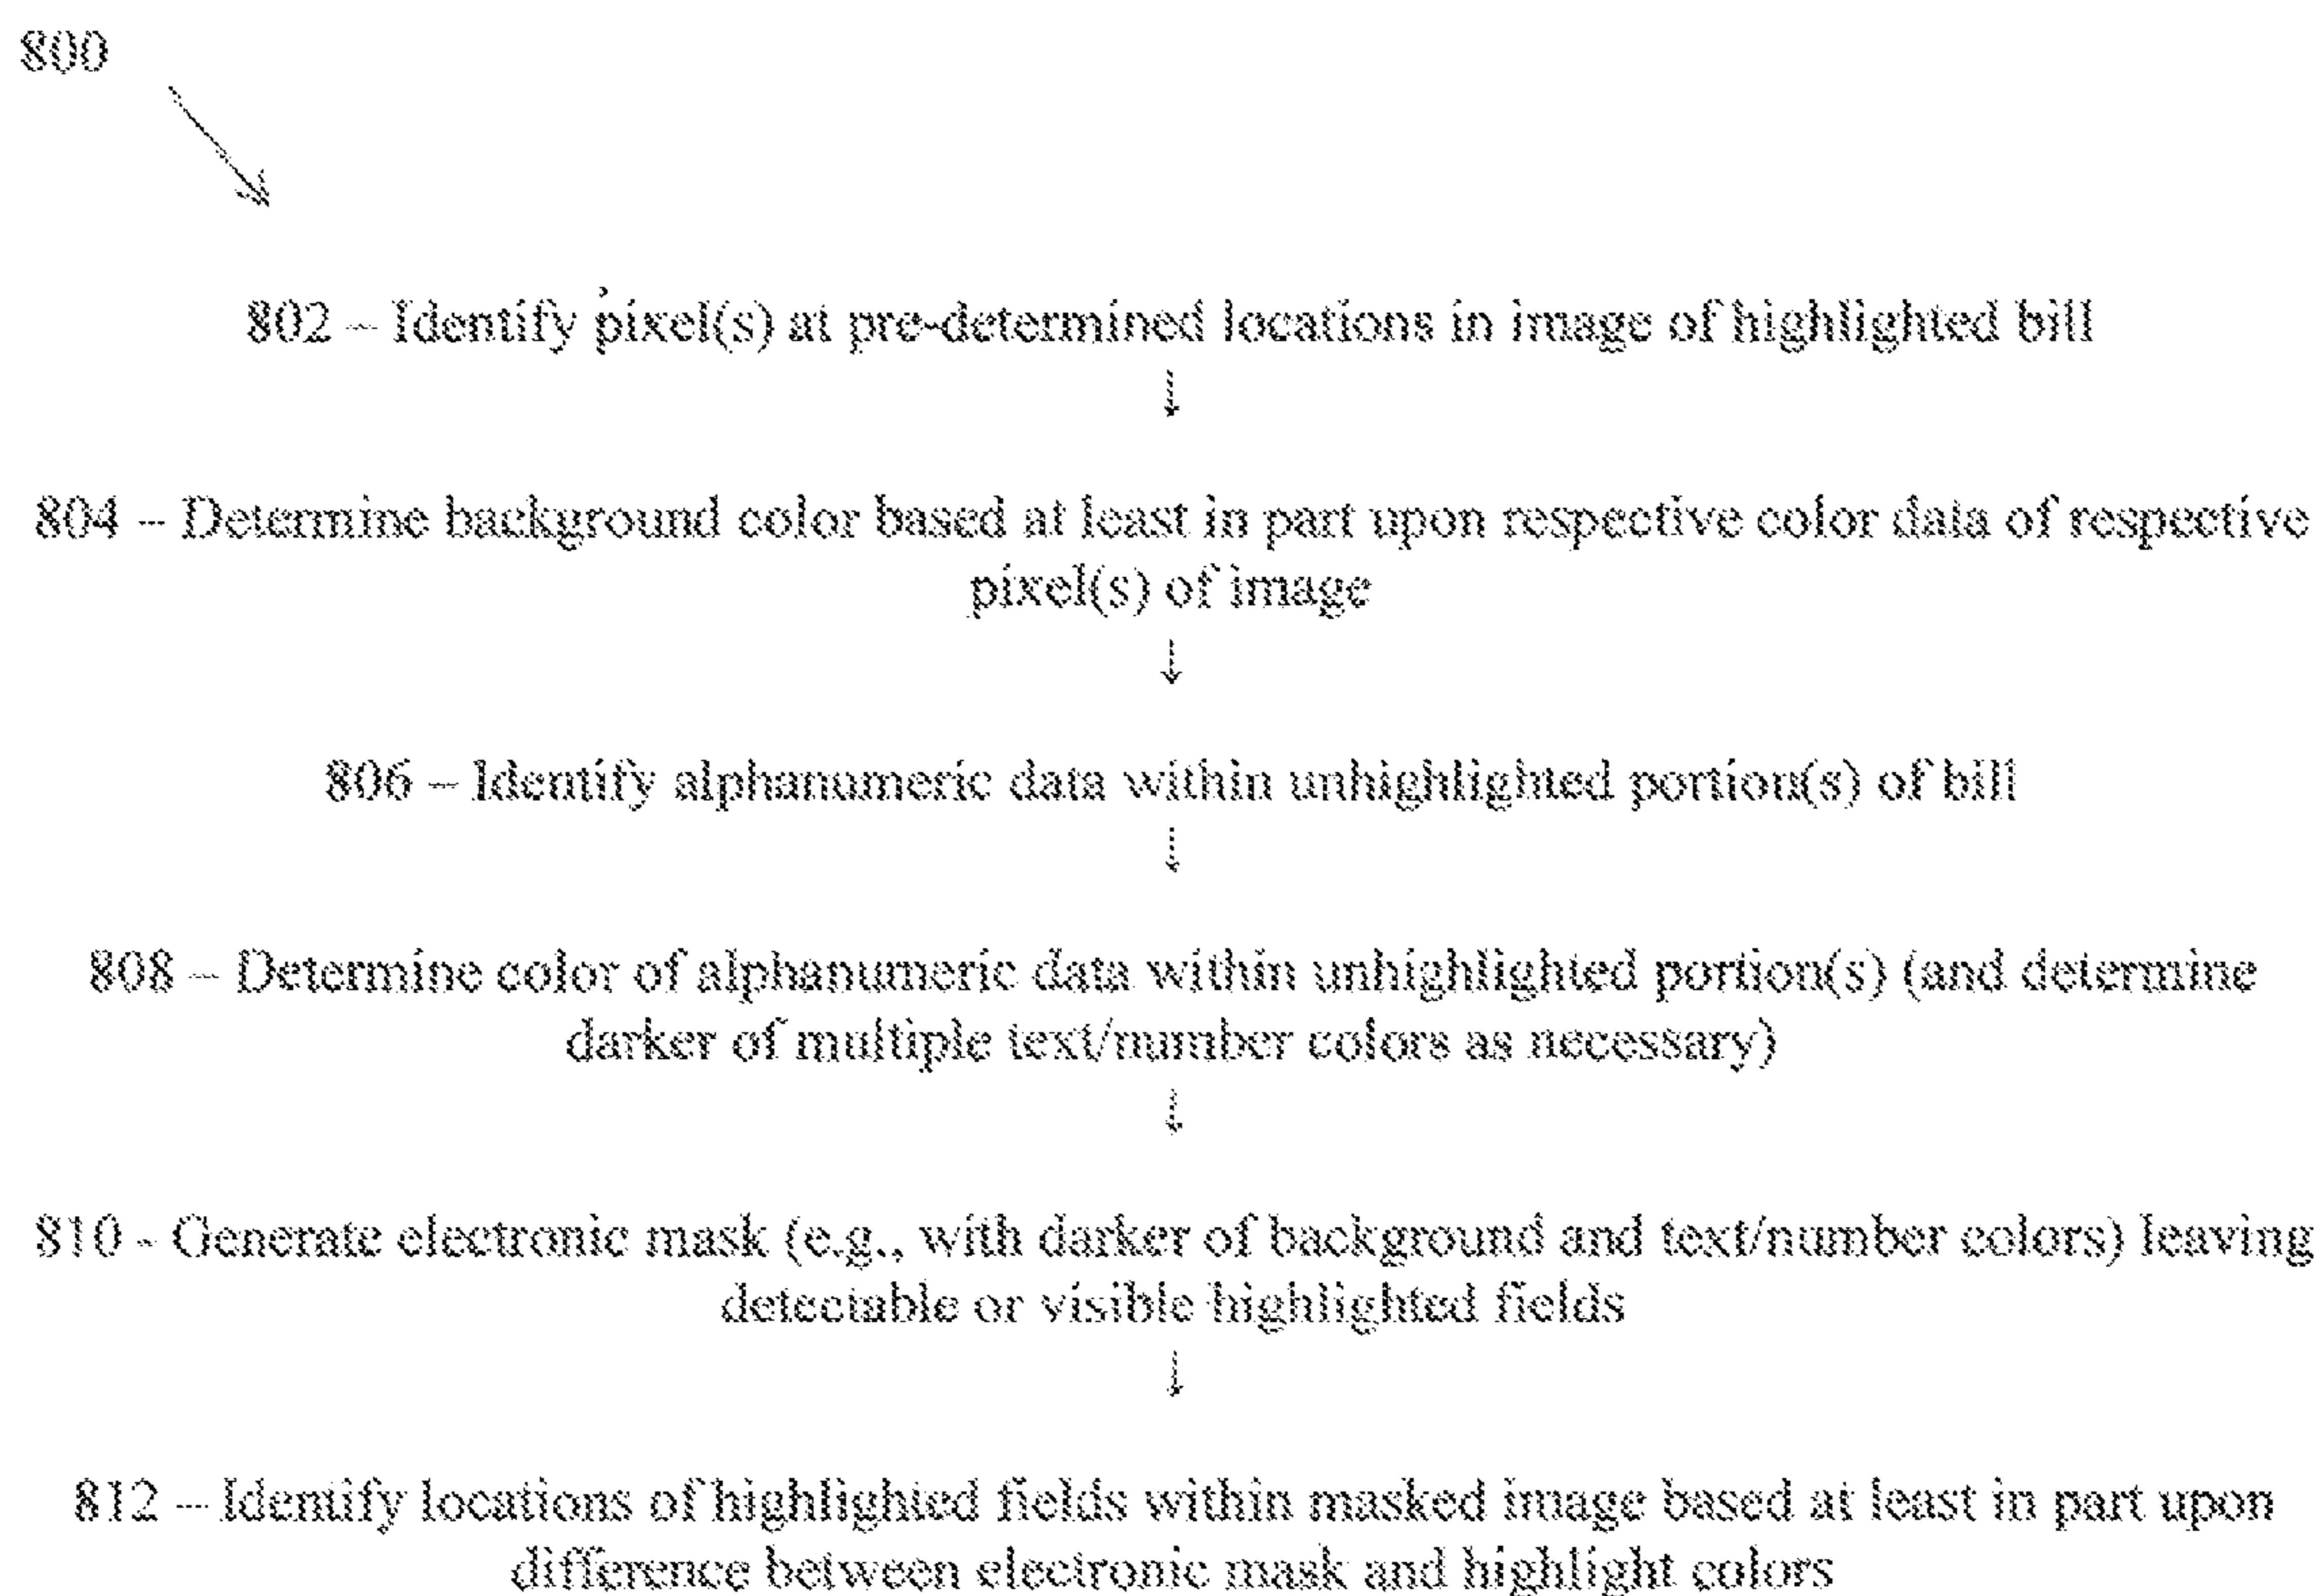 800
802 – Identify pixel(s) at pre-determined locations in image of highlighted bill
↓
804 – Determine background color based at least in part upon respective color data of respective
pixel(s) of image
↓
806 – Identify alphanumeric data within unhighlighted portion(s) of bill
↓
808 – Determine color of alphanumeric data within unhighlighted portion(s) (and determine
darker of multiple text/number colors as necessary)
↓
810 - Generate electronic mask (e.g., with darker of background and text/number colors) leaving
detectable or visible highlighted fields
↓
812 – Identify locations of highlighted fields within masked image based at least in part upon
difference between electronic mask and highlight colors